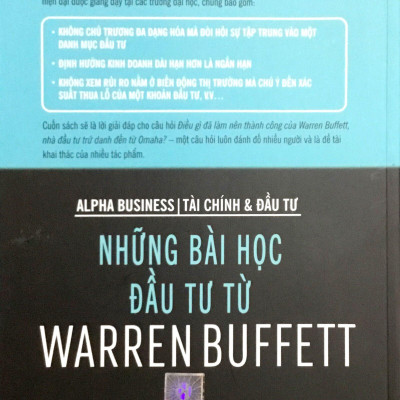 hiện đại được giảng dạy tại các trường đại học, chúng bao gồm:
• KHÔNG CHỦ TRƯƠNG ĐA DẠNG HÓA MÀ ĐÒI HỎI SỰ TẬP TRUNG VÀO MỘT
DANH MỤC ĐẦU TƯ
• ĐỊNH HƯỚNG KINH DOANH DÀI HẠN HƠN LÀ NGẮN HẠN
• KHÔNG XEM RỦI RO NẰM Ở BIẾN ĐỘNG THỊ TRƯỜNG MÀ CHÚ Ý ĐẾN XÁC
SUẤT THUA LỖ CỦA MỘT KHOẢN ĐẦU TƯ, V.V...
Cuốn sách sẽ là lời giải đáp cho câu hỏi Điều gì đã làm nên thành công của Warren Buffett,
nhà đầu tư trứ danh đến từ Omaha? – một câu hỏi luôn đánh đố nhiều người và là đề tài
khai thác của nhiều tác phẩm.
ALPHA BUSINESS | TÀI CHÍNH & ĐẦU TƯ
NHỮNG BÀI HỌC
ĐẦU TƯ TỪ
WARREN BUFFETT